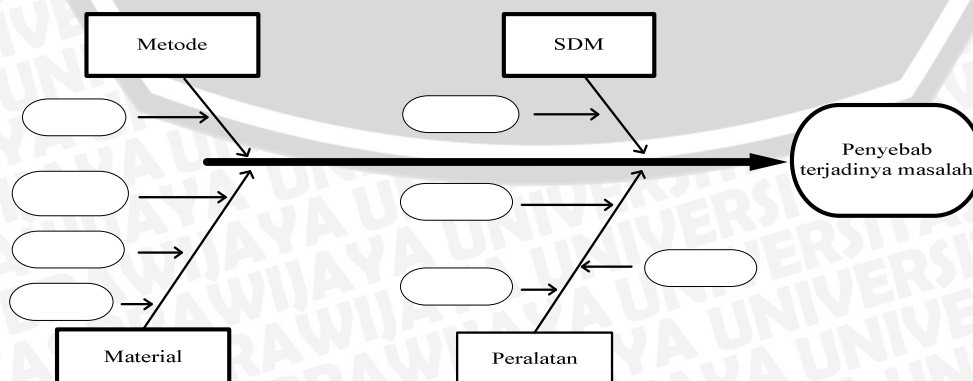 Metode
SDM
Penyebab
terjadinya masalah
Material
Peralatan